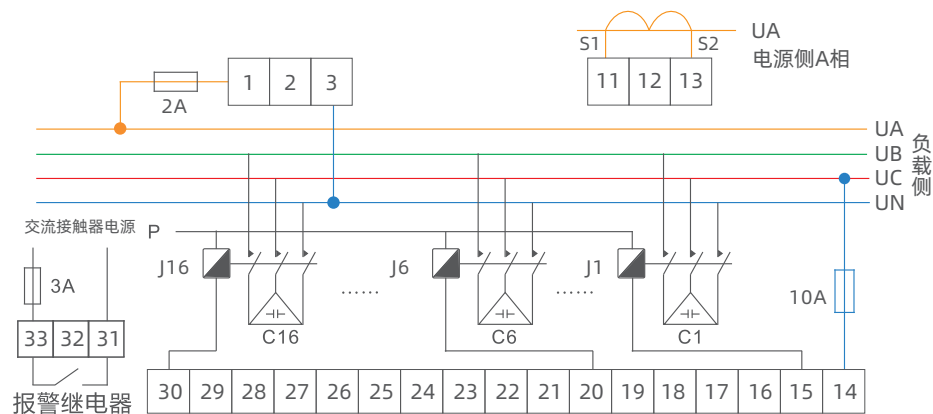 UA
S1 S2
电源侧A相
11 12 13
1 2 3
2A
UA
UB
UC
UN
负载侧
交流接触器电源 P
J16 J6 J1
3A
...... ......
10A
C16 C6 C1
33 32 31
报警继电器
30 29 28 27 26 25 24 23 22 21 20 19 18 17 16 15 14